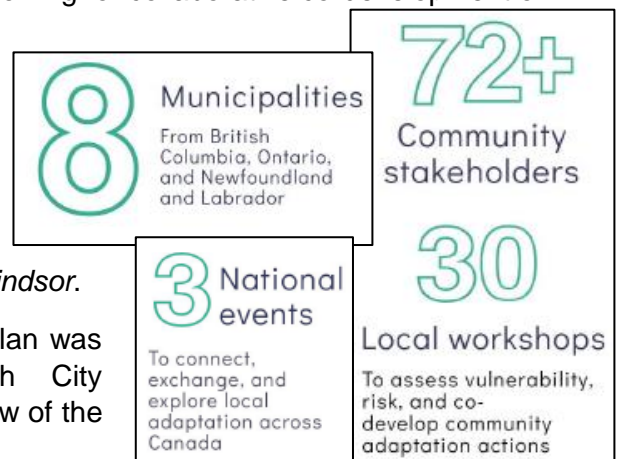 8
Municipalities
From British
Columbia, Ontario,
and Newfoundland
and Labrador
72+
Community
stakeholders
30
Local workshops
To assess vulnerability,
risk, and co-
develop community
adaptation actions
3
National
events
To connect,
exchange, and
explore local
adaptation across
Canada
indsor.
lan was
h City
w of the